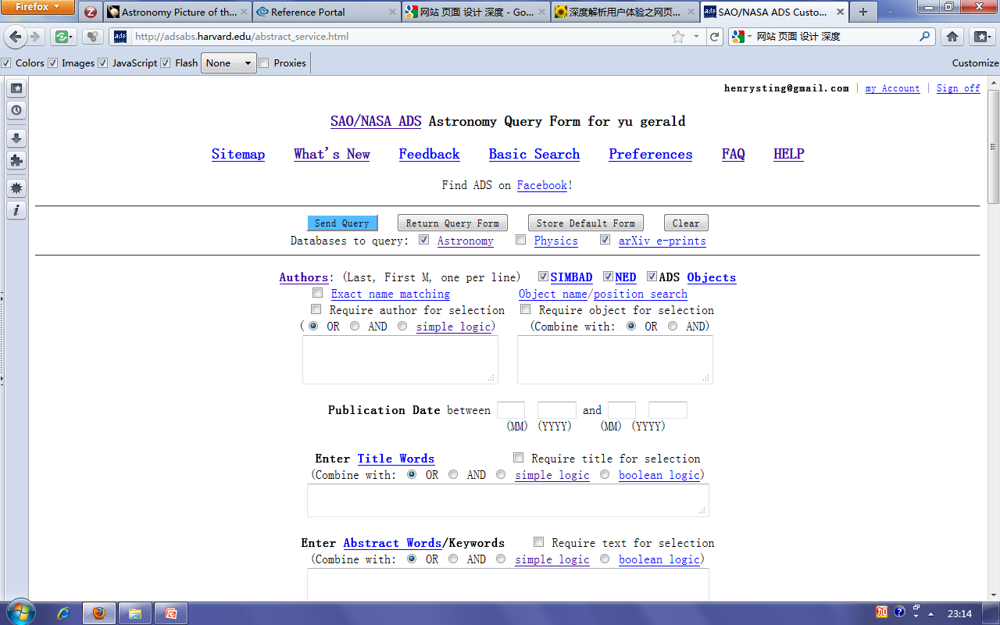 Firefox
Astronomy Picture of th...
Reference Portal
网站 页面 设计 深度 - Go...
深度解析用户体验之网页...
SAO/NASA ADS Custo...
http://adsabs.harvard.edu/abstract_service.html
网站 页面 设计 深度
Colors Images JavaScript Flash None Proxies Customize
henrysting@gmail.com | my Account | Sign off
SAO/NASA ADS Astronomy Query Form for yu gerald
Sitemap What's New Feedback Basic Search Preferences FAQ HELP
Find ADS on Facebook!
Send Query Return Query Form Store Default Form Clear
Databases to query: Astronomy Physics arXiv e-prints
Authors: (Last, First M, one per line) SIMBAD NED ADS Objects
Exact name matching Object name/position search
Require author for selection Require object for selection
( OR AND simple logic) (Combine with: OR AND)
Publication Date between and
(MM) (YYYY) (MM) (YYYY)
Enter Title Words Require title for selection
(Combine with: OR AND simple logic boolean logic)
Enter Abstract Words/Keywords Require text for selection
(Combine with: OR AND simple logic boolean logic)
23:14